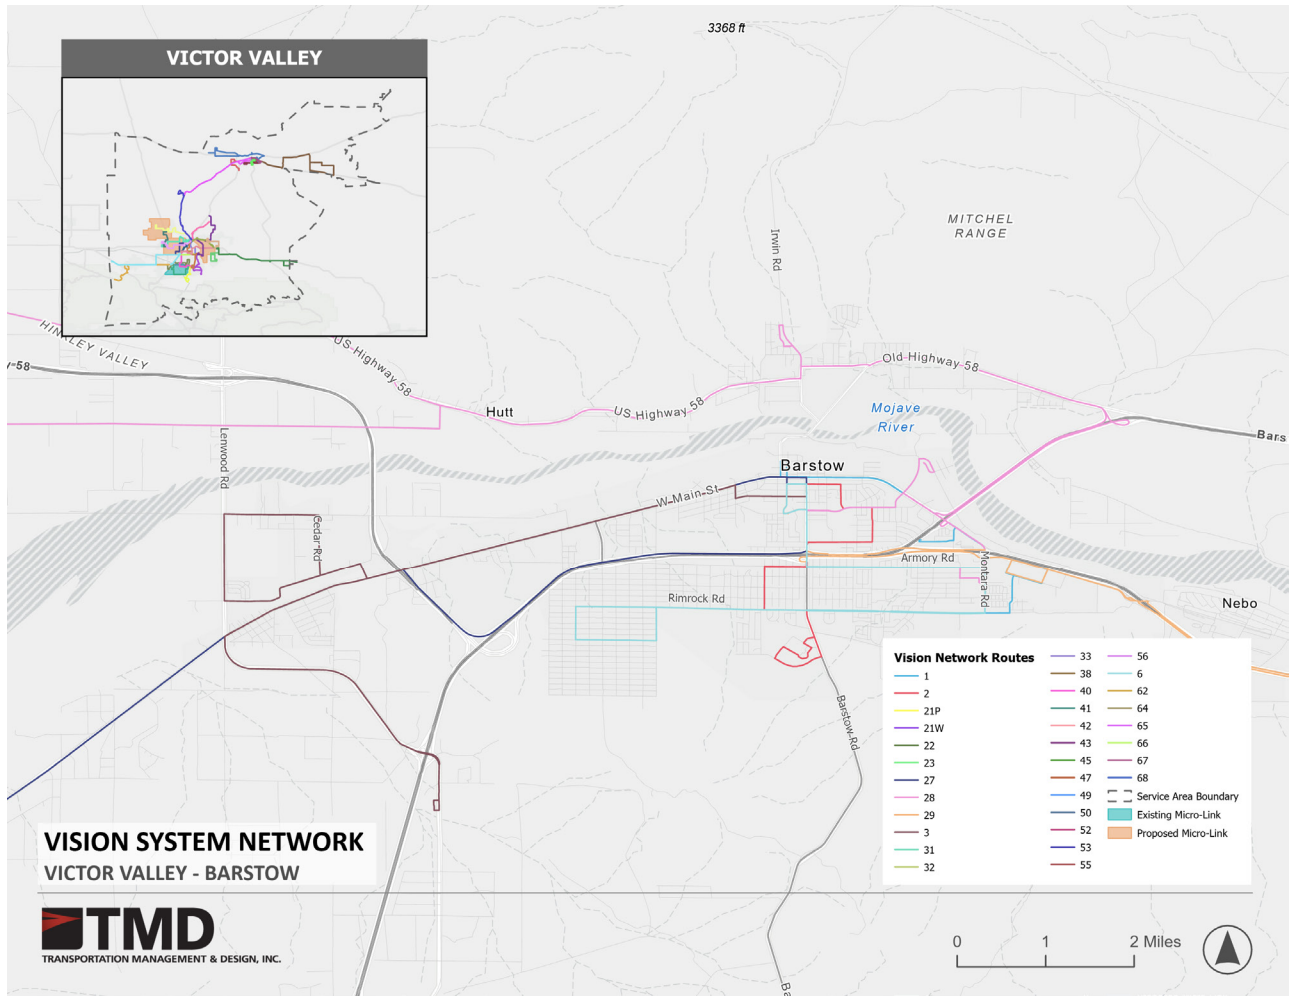 3368 ft
VICTOR VALLEY
MITCHEL
RANGE
Irwin Rd
HINKLEY VALLEY
US Highway 58
Old Highway 58
y-58
Hutt
US Highway 58
Mojave
River
Bars
Lenwood Rd
Barstow
W Main St
Cedar Rd
Armory Rd
Montara Rd
Rimrock Rd
Nebo
Barstow Rd
Ba
Vision Network Routes
1
2
21P
21W
22
23
27
28
29
3
31
32
33
38
40
41
42
43
45
47
49
50
52
53
55
56
6
62
64
65
66
67
68
Service Area Boundary
Existing Micro-Link
Proposed Micro-Link
VISION SYSTEM NETWORK
VICTOR VALLEY - BARSTOW
TMD
TRANSPORTATION MANAGEMENT & DESIGN, INC.
0 1 2 Miles